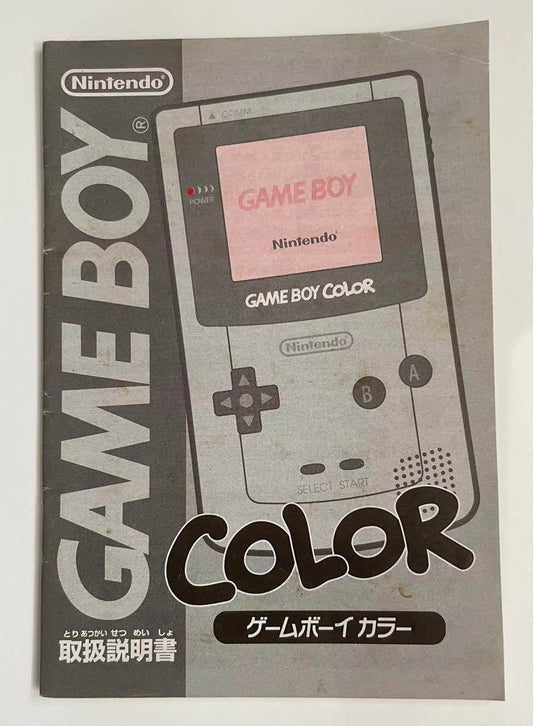 Nintendo®
GAME BOY®
▲ COMM.
POWER
GAME BOY
Nintendo®
GAME BOY COLOR
Nintendo®
B
A
SELECT START
COLOR
ゲームボーイ カラー
とりあつかい せつ めい しょ
取扱説明書